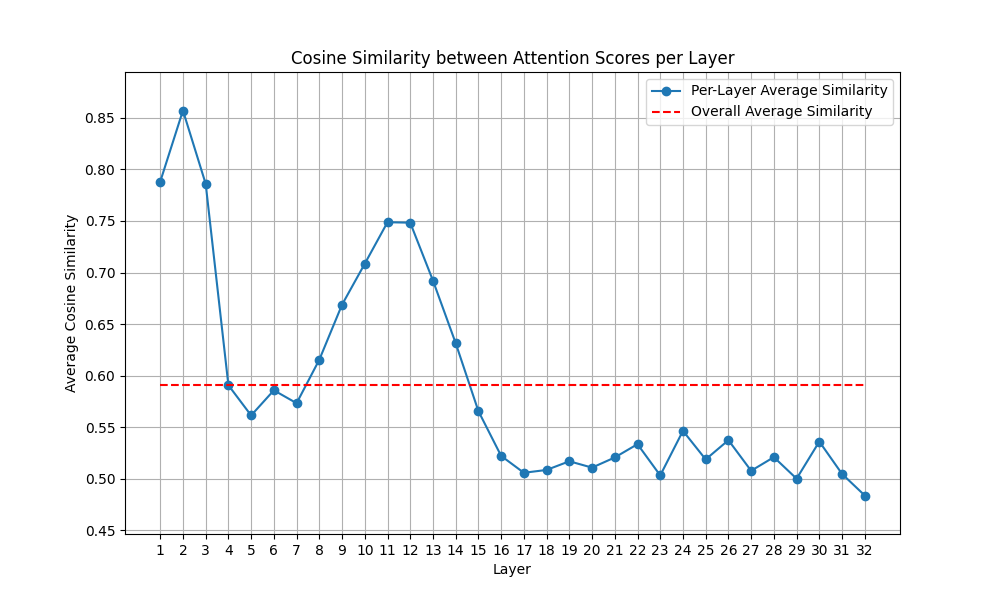 Cosine Similarity between Attention Scores per Layer
Per-Layer Average Similarity
Overall Average Similarity
Average Cosine Similarity
0.85
0.80
0.75
0.70
0.65
0.60
0.55
0.50
0.45
1 2 3 4 5 6 7 8 9 10 11 12 13 14 15 16 17 18 19 20 21 22 23 24 25 26 27 28 29 30 31 32
Layer